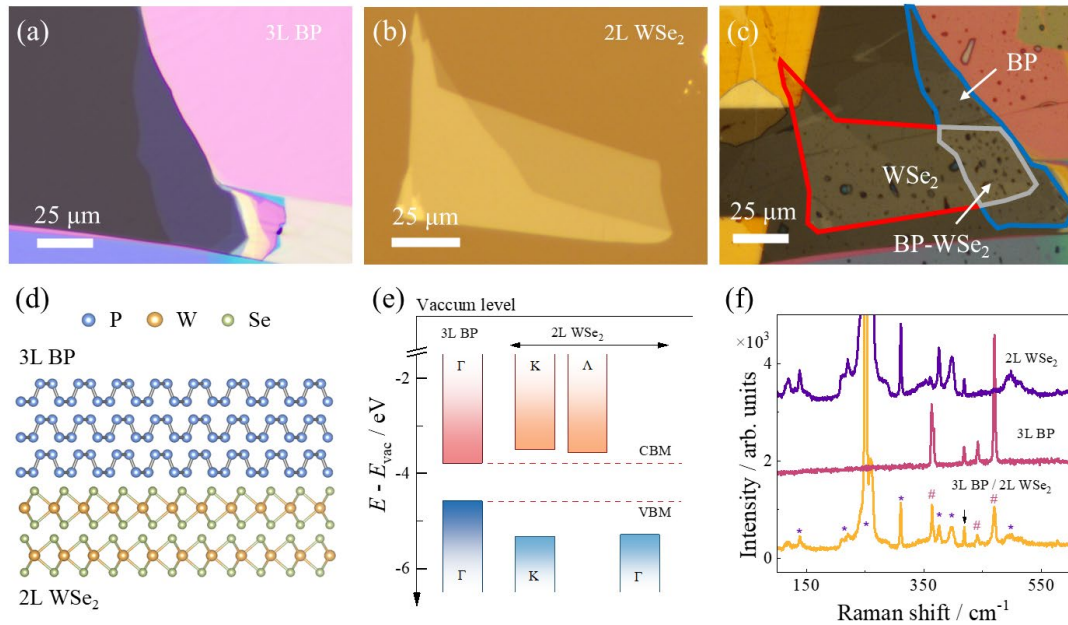 (a)
3L BP
25 μm
(b)
2L WSe₂
25 μm
(c)
BP
WSe₂
BP-WSe₂
25 μm
(d)
P
W
Se
3L BP
2L WSe₂
(e)
Vaccum level
3L BP
2L WSe₂
Γ
K
Λ
-2
-4
-6
E - Evac / eV
CBM
VBM
Γ
K
Γ
(f)
×10³
4
2
0
Intensity / arb. units
2L WSe₂
3L BP
3L BP / 2L WSe₂
* * * * # * * # # *
100
350
600
Raman shift / cm⁻¹